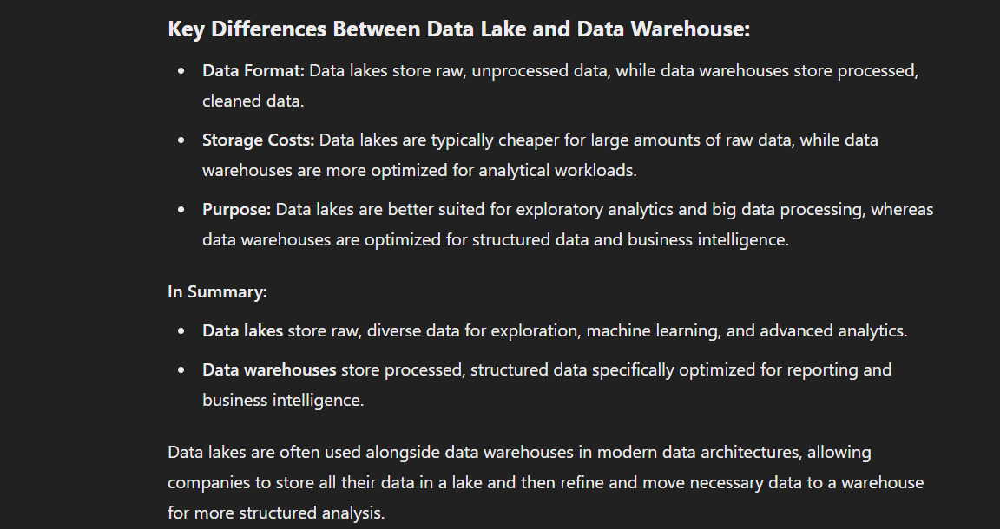 Key Differences Between Data Lake and Data Warehouse:
• Data Format: Data lakes store raw, unprocessed data, while data warehouses store processed,
cleaned data.
• Storage Costs: Data lakes are typically cheaper for large amounts of raw data, while data
warehouses are more optimized for analytical workloads.
• Purpose: Data lakes are better suited for exploratory analytics and big data processing, whereas
data warehouses are optimized for structured data and business intelligence.
In Summary:
• Data lakes store raw, diverse data for exploration, machine learning, and advanced analytics.
• Data warehouses store processed, structured data specifically optimized for reporting and
business intelligence.
Data lakes are often used alongside data warehouses in modern data architectures, allowing
companies to store all their data in a lake and then refine and move necessary data to a warehouse
for more structured analysis.